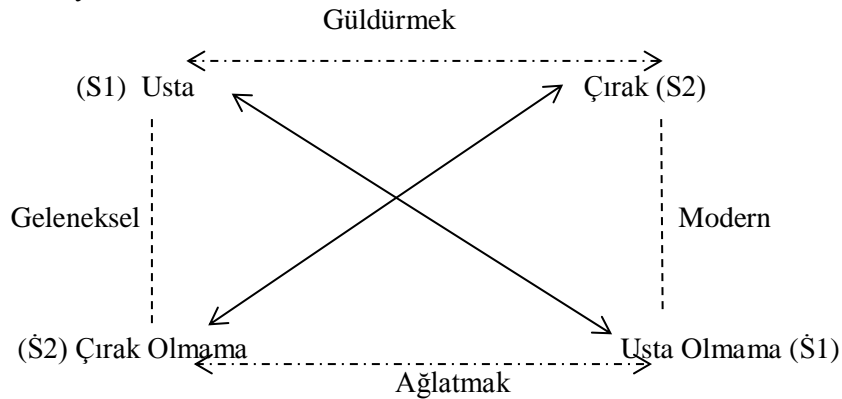 Güldürmek
(S1) Usta
Çırak (S2)
Geleneksel
Modern
(Ṡ2) Çırak Olmama
Usta Olmama (Ṡ1)
Ağlatmak